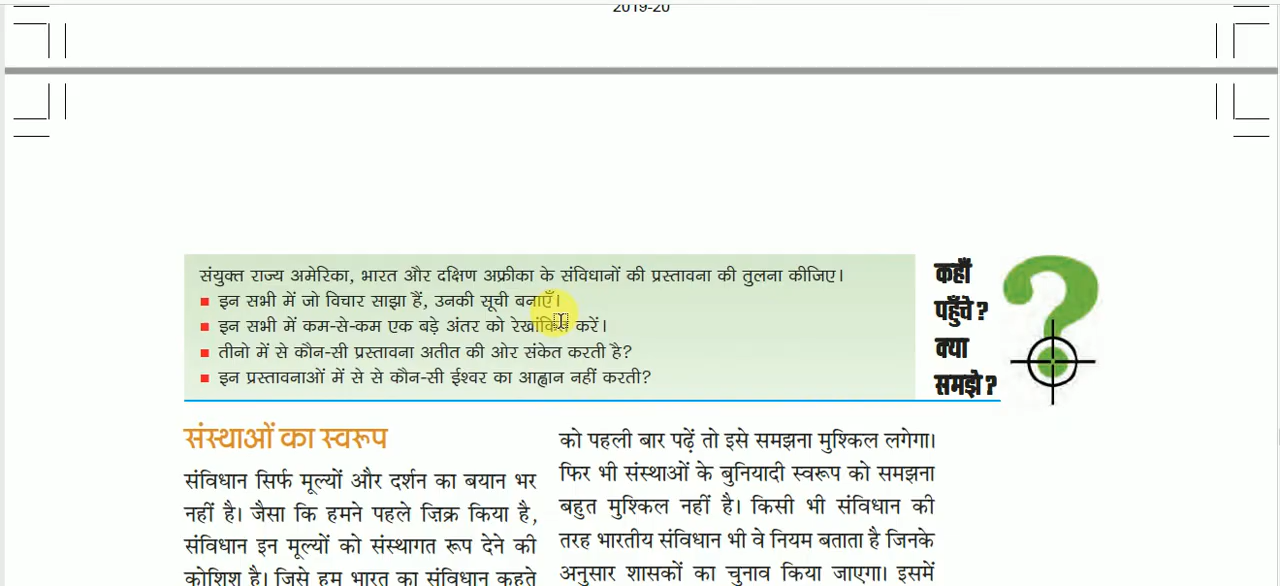 2019-20
संयुक्त राज्य अमेरिका, भारत और दक्षिण अफ्रीका के संविधानों की प्रस्तावना की तुलना कीजिए।
■ इन सभी में जो विचार साझा हैं, उनकी सूची बनाएँ।
■ इन सभी में कम-से-कम एक बड़े अंतर को रेखांकित करें।
■ तीनो में से कौन-सी प्रस्तावना अतीत की ओर संकेत करती है?
■ इन प्रस्तावनाओं में से से कौन-सी ईश्वर का आह्वान नहीं करती?
कहाँ
पहुँचे?
क्या
समझे?
संस्थाओं का स्वरूप
संविधान सिर्फ मूल्यों और दर्शन का बयान भर
नहीं है। जैसा कि हमने पहले ज़िक्र किया है,
संविधान इन मूल्यों को संस्थागत रूप देने की
कोशिश है। जिसे हम भारत का संविधान कहते
को पहली बार पढ़ें तो इसे समझना मुश्किल लगेगा।
फिर भी संस्थाओं के बुनियादी स्वरूप को समझना
बहुत मुश्किल नहीं है। किसी भी संविधान की
तरह भारतीय संविधान भी वे नियम बताता है जिनके
अनुसार शासकों का चुनाव किया जाएगा। इसमें